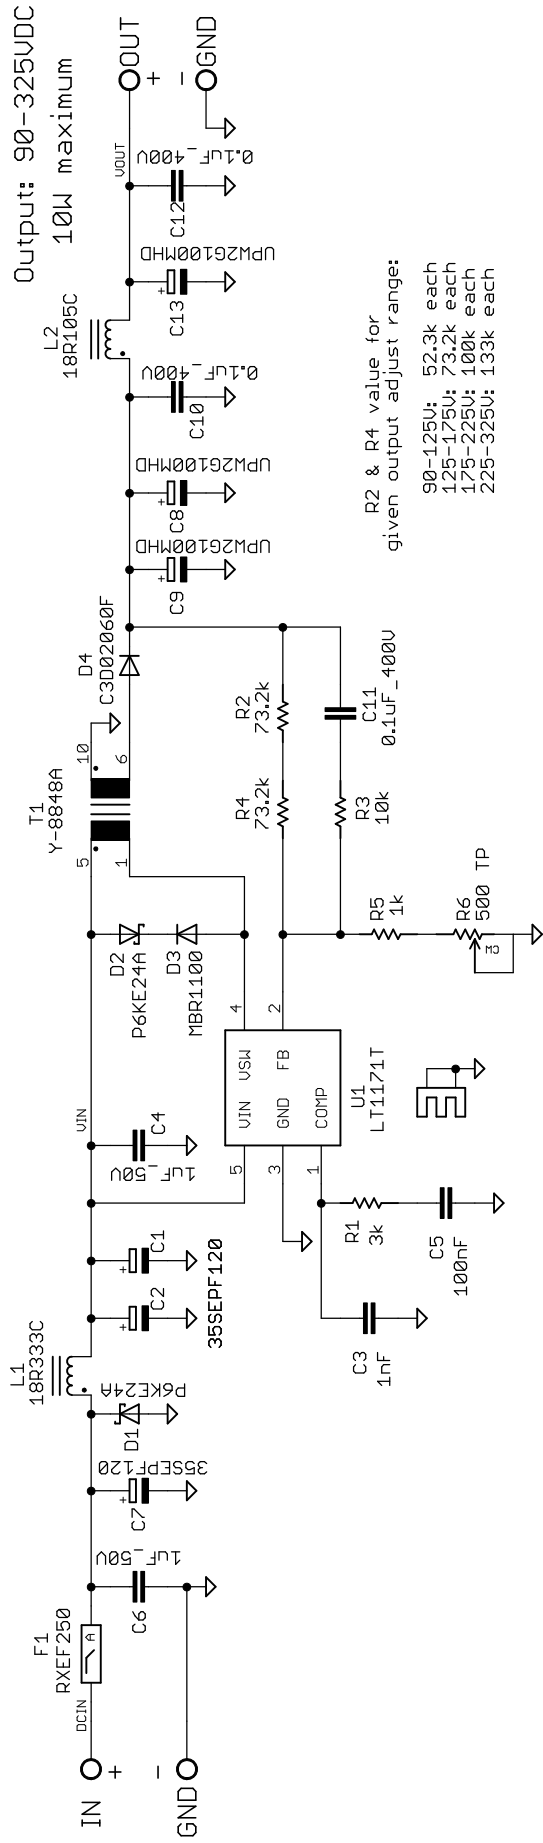 Output: 90-325VDC
10W maximum
IN
+
-
GND
DCIN
F1
RXEF250
A
C6
1uF_50V
C7
35SEPF120
+
D1
P6KE24A
L1
18R333C
C2
+
C1
+
35SEPF120
VIN
C4
1uF_50V
D2
P6KE24A
D3
MBR1100
T1
Y-8848A
5
1
10
6
D4
C3D02060F
C9
UPW2G100MHD
+
C8
UPW2G100MHD
+
C10
0.1uF_400V
L2
18R105C
C13
UPW2G100MHD
+
C12
0.1uF_400V
VOUT
OUT
+
-
GND
U1
LT1171T
VIN
VSW
GND
FB
COMP
5
4
3
2
1
C3
1nF
R1
3k
C5
100nF
R4
73.2k
R2
73.2k
R3
10k
C11
0.1uF_400V
R5
1k
R6
500 TP
R2 & R4 value for
given output adjust range:
90-125V: 52.3k each
125-175V: 73.2k each
175-225V: 100k each
225-325V: 133k each